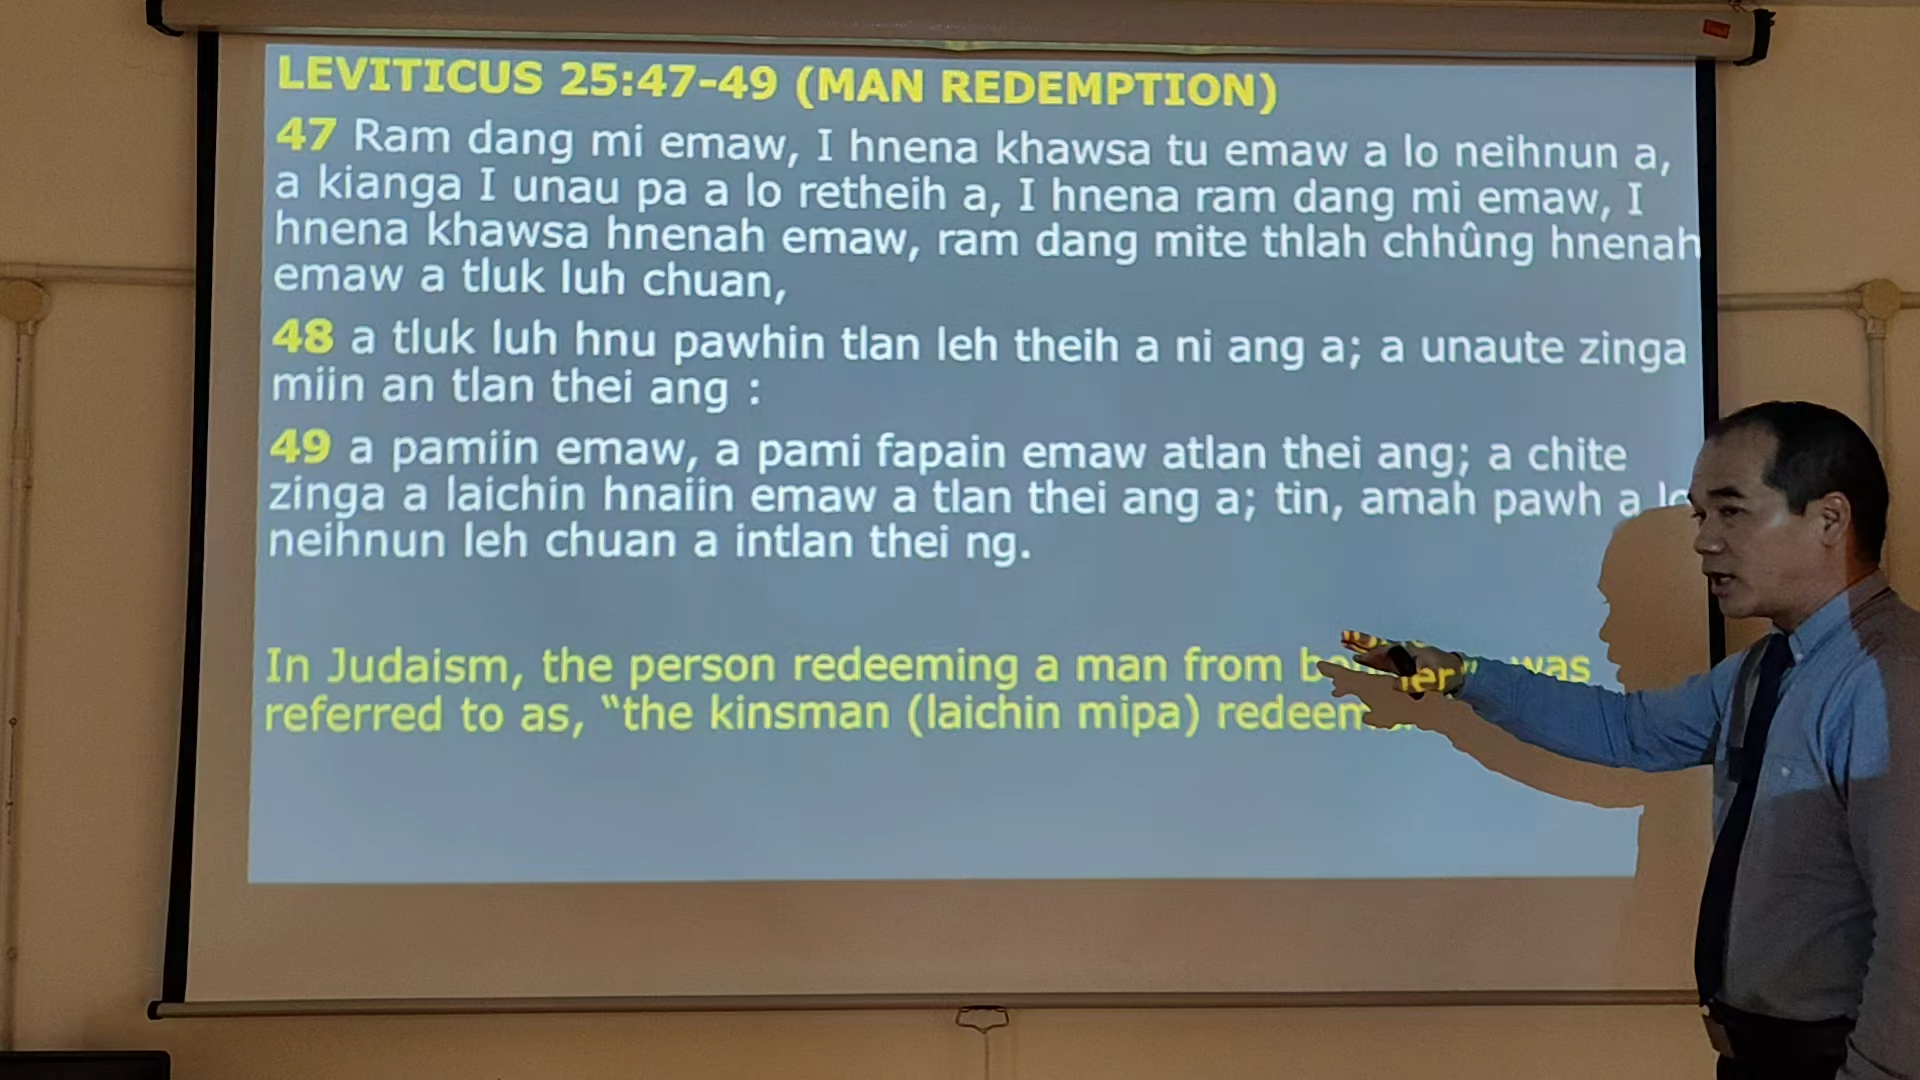 LEVITICUS 25:47-49 (MAN REDEMPTION)
47 Ram dang mi emaw, I hnena khawsa tu emaw a lo neihnun a,
a kianga I unau pa a lo retheih a, I hnena ram dang mi emaw, I
hnena khawsa hnenah emaw, ram dang mite thlah chhûng hnenah
emaw a tluk luh chuan,
48 a tluk luh hnu pawhin tlan leh theih a ni ang a; a unaute zinga
miin an tlan thei ang :
49 a pamiin emaw, a pami fapain emaw atlan thei ang; a chite
zinga a laichin hnaiin emaw a tlan thei ang a; tin, amah pawh a lo
neihnun leh chuan a intlan thei ng.
In Judaism, the person redeeming a man from was
referred to as, “the kinsman (laichin mipa)